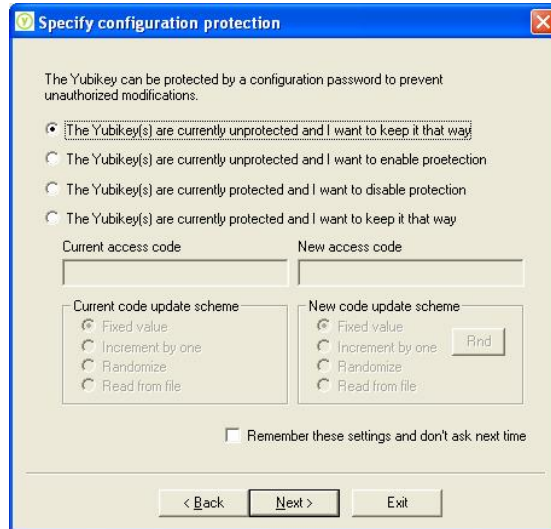 Specify configuration protection
The Yubikey can be protected by a configuration password to prevent
unauthorized modifications.
The Yubikey(s) are currently unprotected and I want to keep it that way
The Yubikey(s) are currently unprotected and I want to enable proetection
The Yubikey(s) are currently protected and I want to disable protection
The Yubikey(s) are currently protected and I want to keep it that way
Current access code New access code
Current code update scheme New code update scheme
Fixed value Fixed value
Increment by one Increment by one Rnd
Randomize Randomize
Read from file Read from file
Remember these settings and don't ask next time
< Back Next > Exit